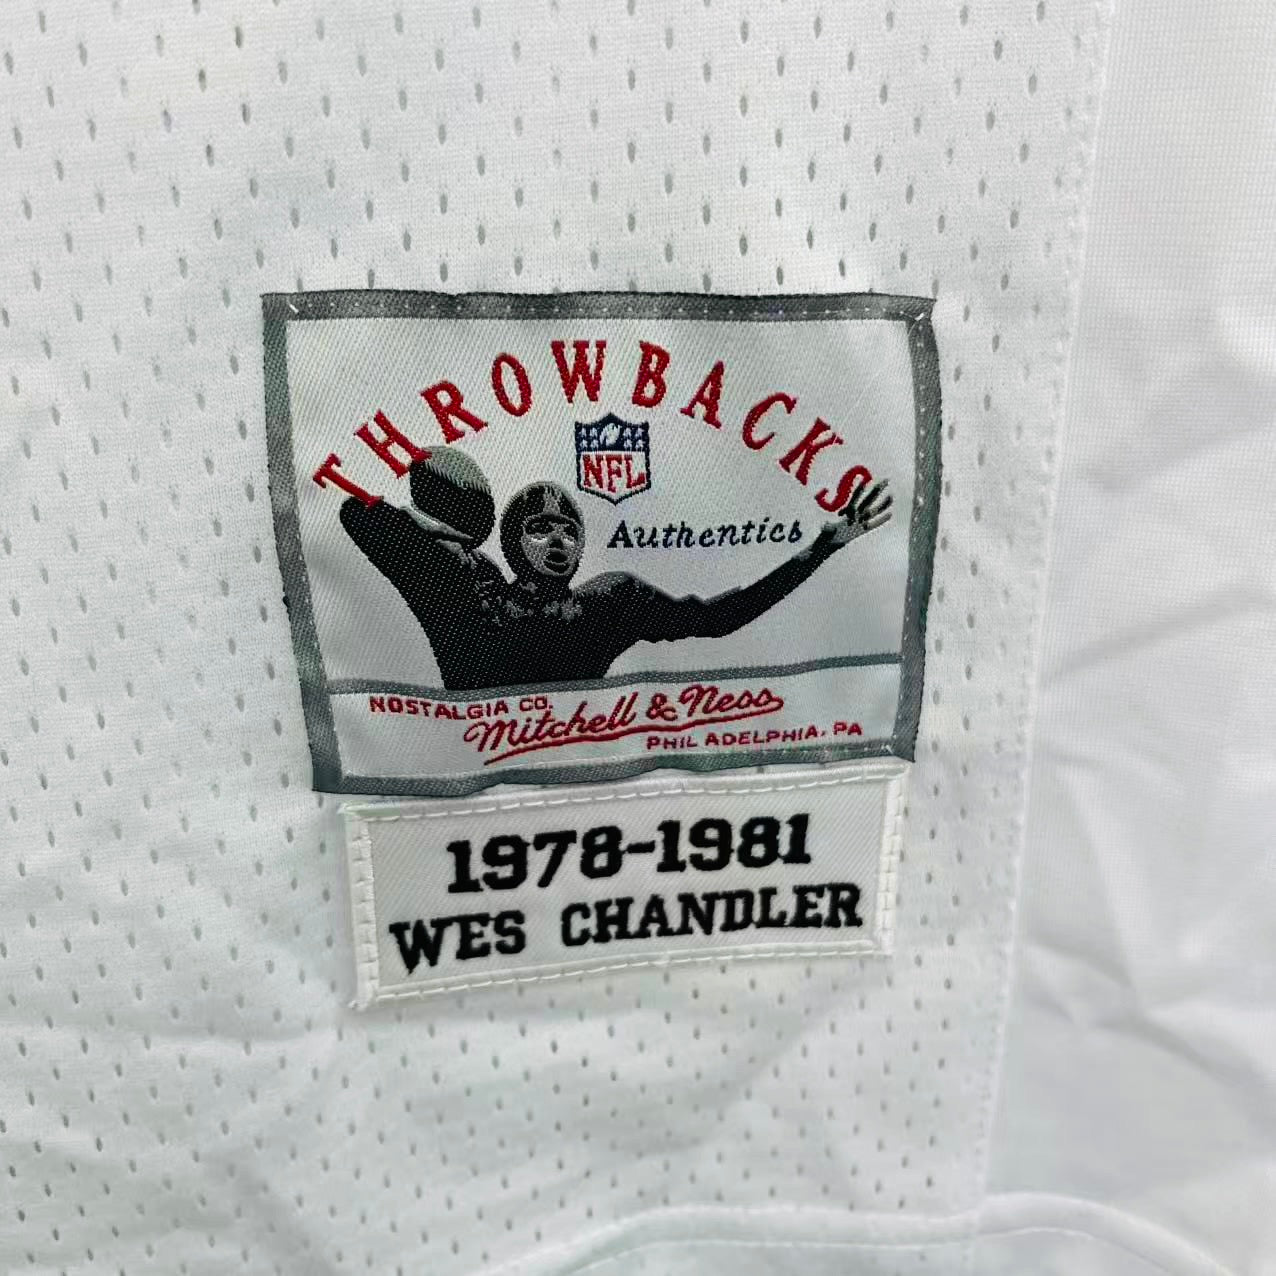 THROWBACKS
NFL
Authentics
NOSTALGIA CO.
Mitchell & Ness
PHILADELPHIA, PA
1978-1981
WES CHANDLER